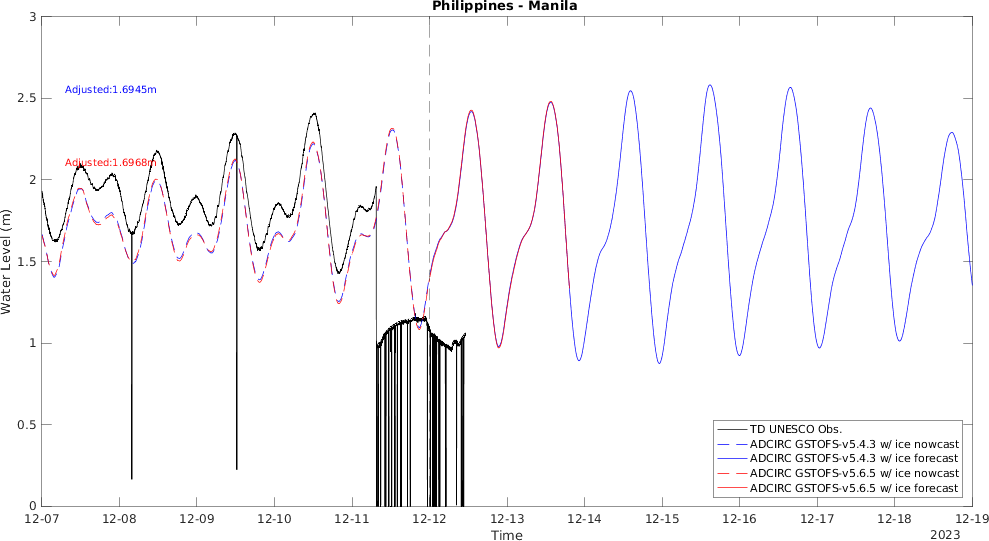 Philippines - Manila
3
2.5
2
1.5
1
0.5
0
Water Level (m)
Adjusted:1.6945m
Adjusted:1.6968m
TD UNESCO Obs.
ADCIRC GSTOFS-v5.4.3 w/ ice nowcast
ADCIRC GSTOFS-v5.4.3 w/ ice forecast
ADCIRC GSTOFS-v5.6.5 w/ ice nowcast
ADCIRC GSTOFS-v5.6.5 w/ ice forecast
12-07 12-08 12-09 12-10 12-11 12-12 12-13 12-14 12-15 12-16 12-17 12-18 12-19
Time
2023